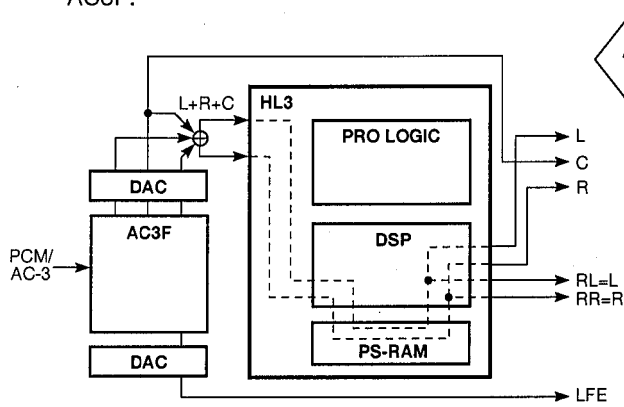 AC3F.
L+R+C
HL3
PRO LOGIC
L
C
R
DAC
AC3F
DSP
PCM/
AC-3
RL=L
RR=R
PS-RAM
DAC
LFE